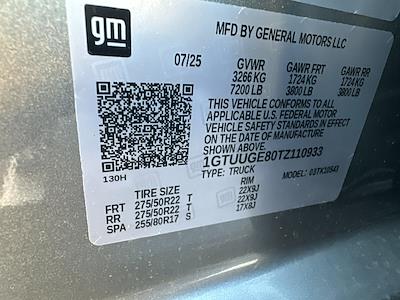 gm
MFD BY GENERAL MOTORS LLC
07/25 GVWR GAWR FRT GAWR RR
3266 KG 1724 KG 1724 KG
7200 LB 3800 LB 3800 LB
THIS VEHICLE CONFORMS TO ALL
APPLICABLE U.S. FEDERAL MOTOR
VEHICLE SAFETY STANDARDS IN EFFECT
ON THE DATE OF MANUFACTURE
SHOWN ABOVE.
1GTUUGE80TZ110933
130H TYPE: TRUCK MODEL: 03TK10543
TIRE SIZE RIM
FRT 275/50R22 T 22X9J
RR 275/50R22 T 22X9J
SPA 255/80R17 S 17X8J